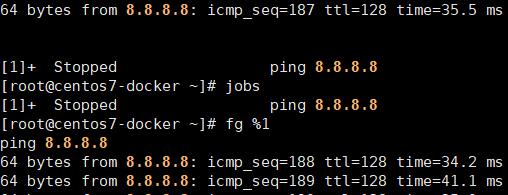 64 bytes from 8.8.8.8: icmp_seq=187 ttl=128 time=35.5 ms
[1]+  Stopped                 ping 8.8.8.8
[root@centos7-docker ~]# jobs
[1]+  Stopped                 ping 8.8.8.8
[root@centos7-docker ~]# fg %1
ping 8.8.8.8
64 bytes from 8.8.8.8: icmp_seq=188 ttl=128 time=34.2 ms
64 bytes from 8.8.8.8: icmp_seq=189 ttl=128 time=41.1 ms